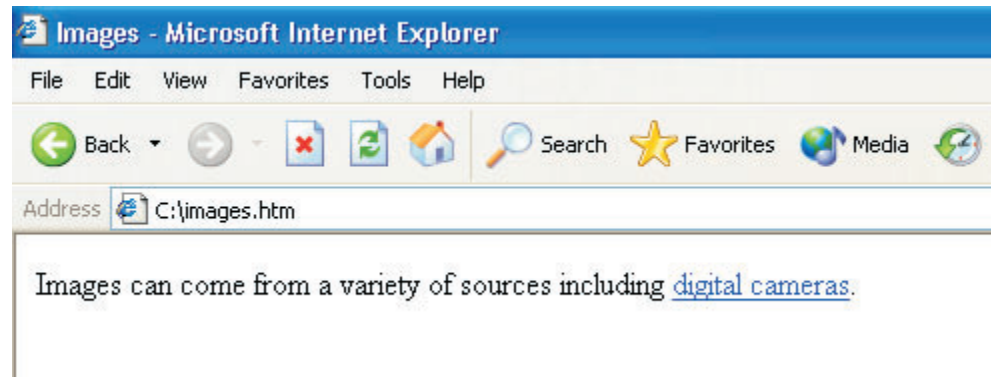 Images - Microsoft Internet Explorer
File Edit View Favorites Tools Help
Back Search Favorites Media
Address C:\images.htm
Images can come from a variety of sources including digital cameras.